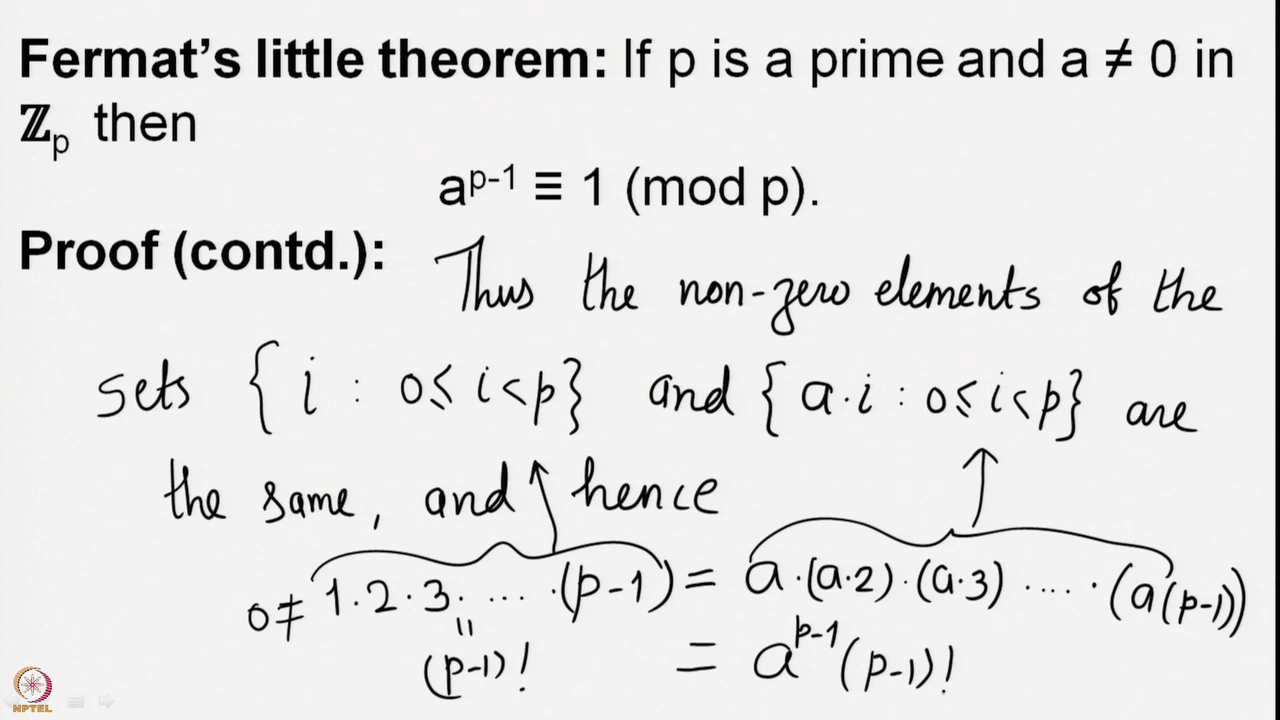 Fermat's little theorem: If p is a prime and a ≠ 0 in
ℤp then
a^{p-1} ≡ 1 (mod p).
Proof (contd.): Thus the non-zero elements of the
sets { i : 0 ≤ i < p } and { a·i : 0 ≤ i < p } are
the same, and hence
0 ≠ 1·2·3. .... ·(p-1) = a·(a·2)·(a·3) ..... ·(a(p-1))
"
(p-1)! = a^{p-1} (p-1)!
NPTEL